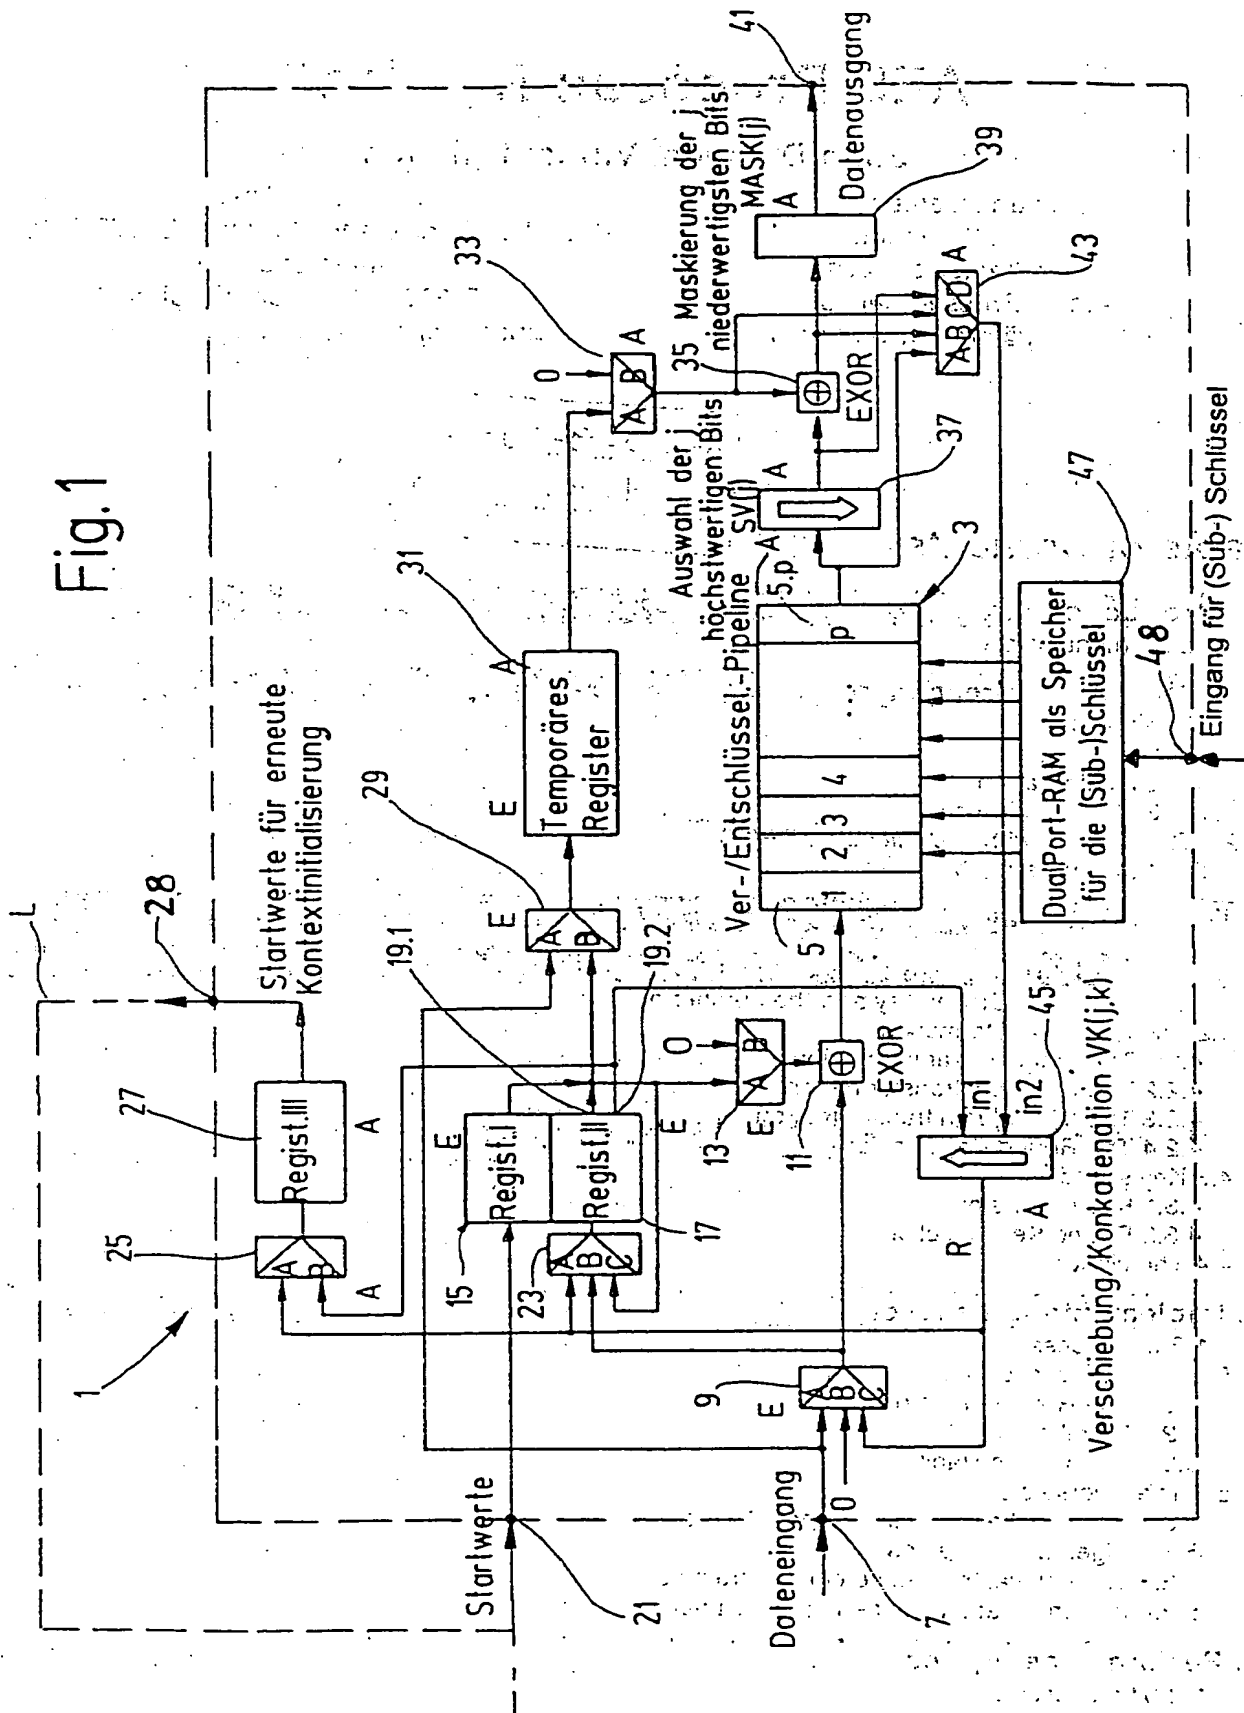 Fig.1
L
28
Startwerte für erneute
Kontextinitialisierung
1
25
A
B
A
27
Regist.III
A
Startwerte
21
15
E
Regist.I
Regist.II
17
23
A
B
C
19.1
19.2
E
29
E
A
B
31
E
A
Temporäres
Register
33
0
A
B
A
Auswahl der j
höchstwertigen Bits
SV(j)
A
37
35
EXOR
Maskierung der j
niederwertigsten Bits
MASK(j)
A
39
41
Datenausgang
Dateneingang
7
0
9
E
A
B
C
13
0
A
B
E
11
EXOR
Ver-/Entschlüssel.-Pipeline
5
1
2
3
4
...
p
5.p
A
3
A
B
C
D
A
43
in1
in2
45
A
R
Verschiebung/Konkatenation VK(j,k)
DualPort-RAM als Speicher
für die (Sub-)Schlüssel
47
48
Eingang für (Sub-) Schlüssel